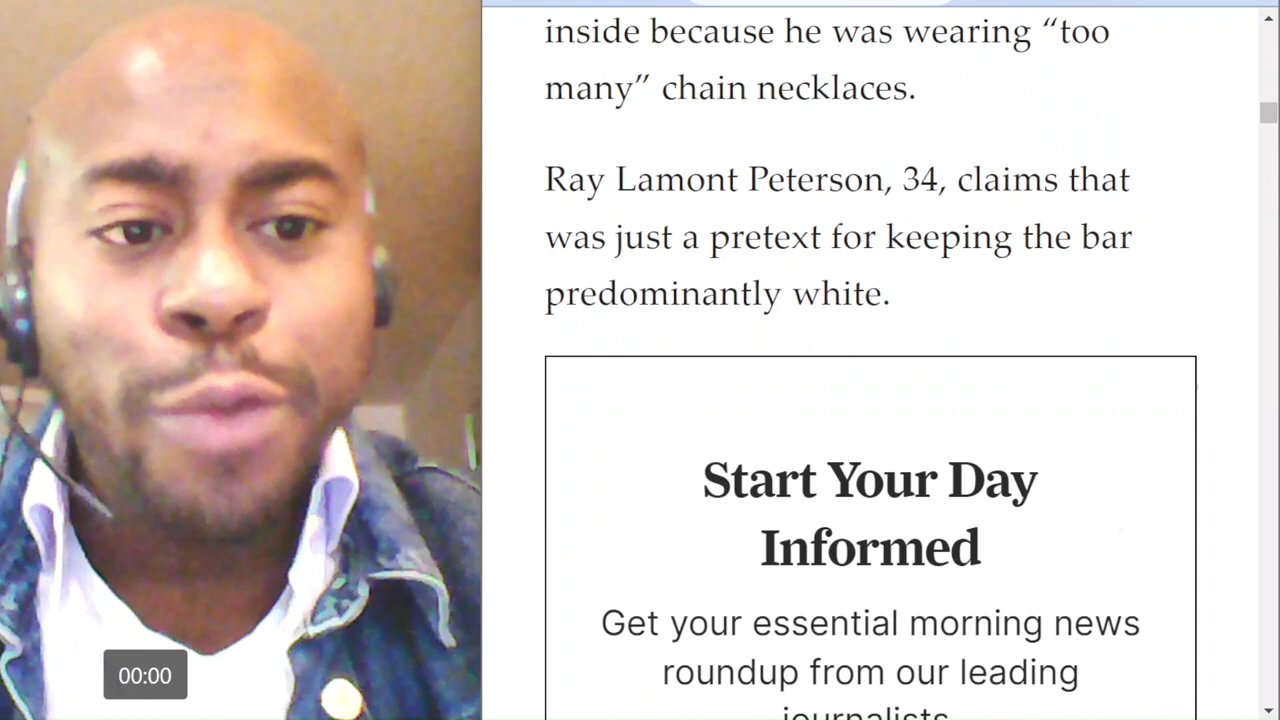 inside because he was wearing “too
many” chain necklaces.
Ray Lamont Peterson, 34, claims that
was just a pretext for keeping the bar
predominantly white.
Start Your Day
Informed
Get your essential morning news
roundup from our leading
journalists
00:00